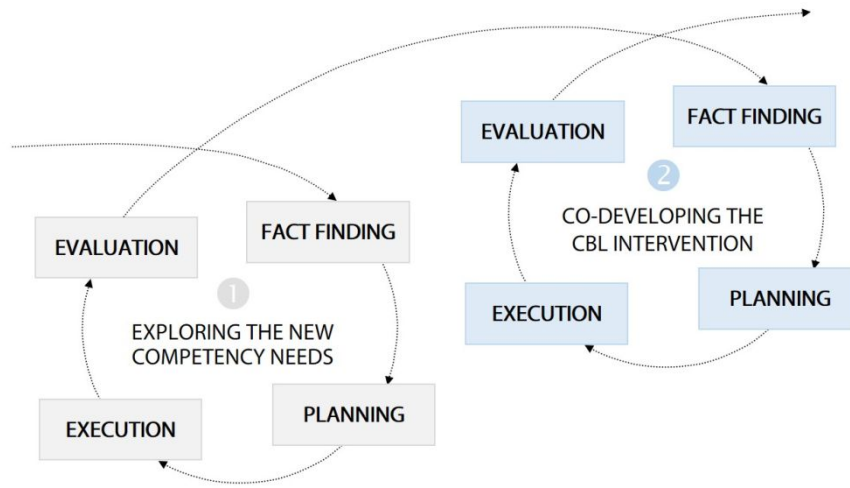 EVALUATION
FACT FINDING
1
EXPLORING THE NEW
COMPETENCY NEEDS
EXECUTION
PLANNING
EVALUATION
FACT FINDING
2
CO-DEVELOPING THE
CBL INTERVENTION
EXECUTION
PLANNING